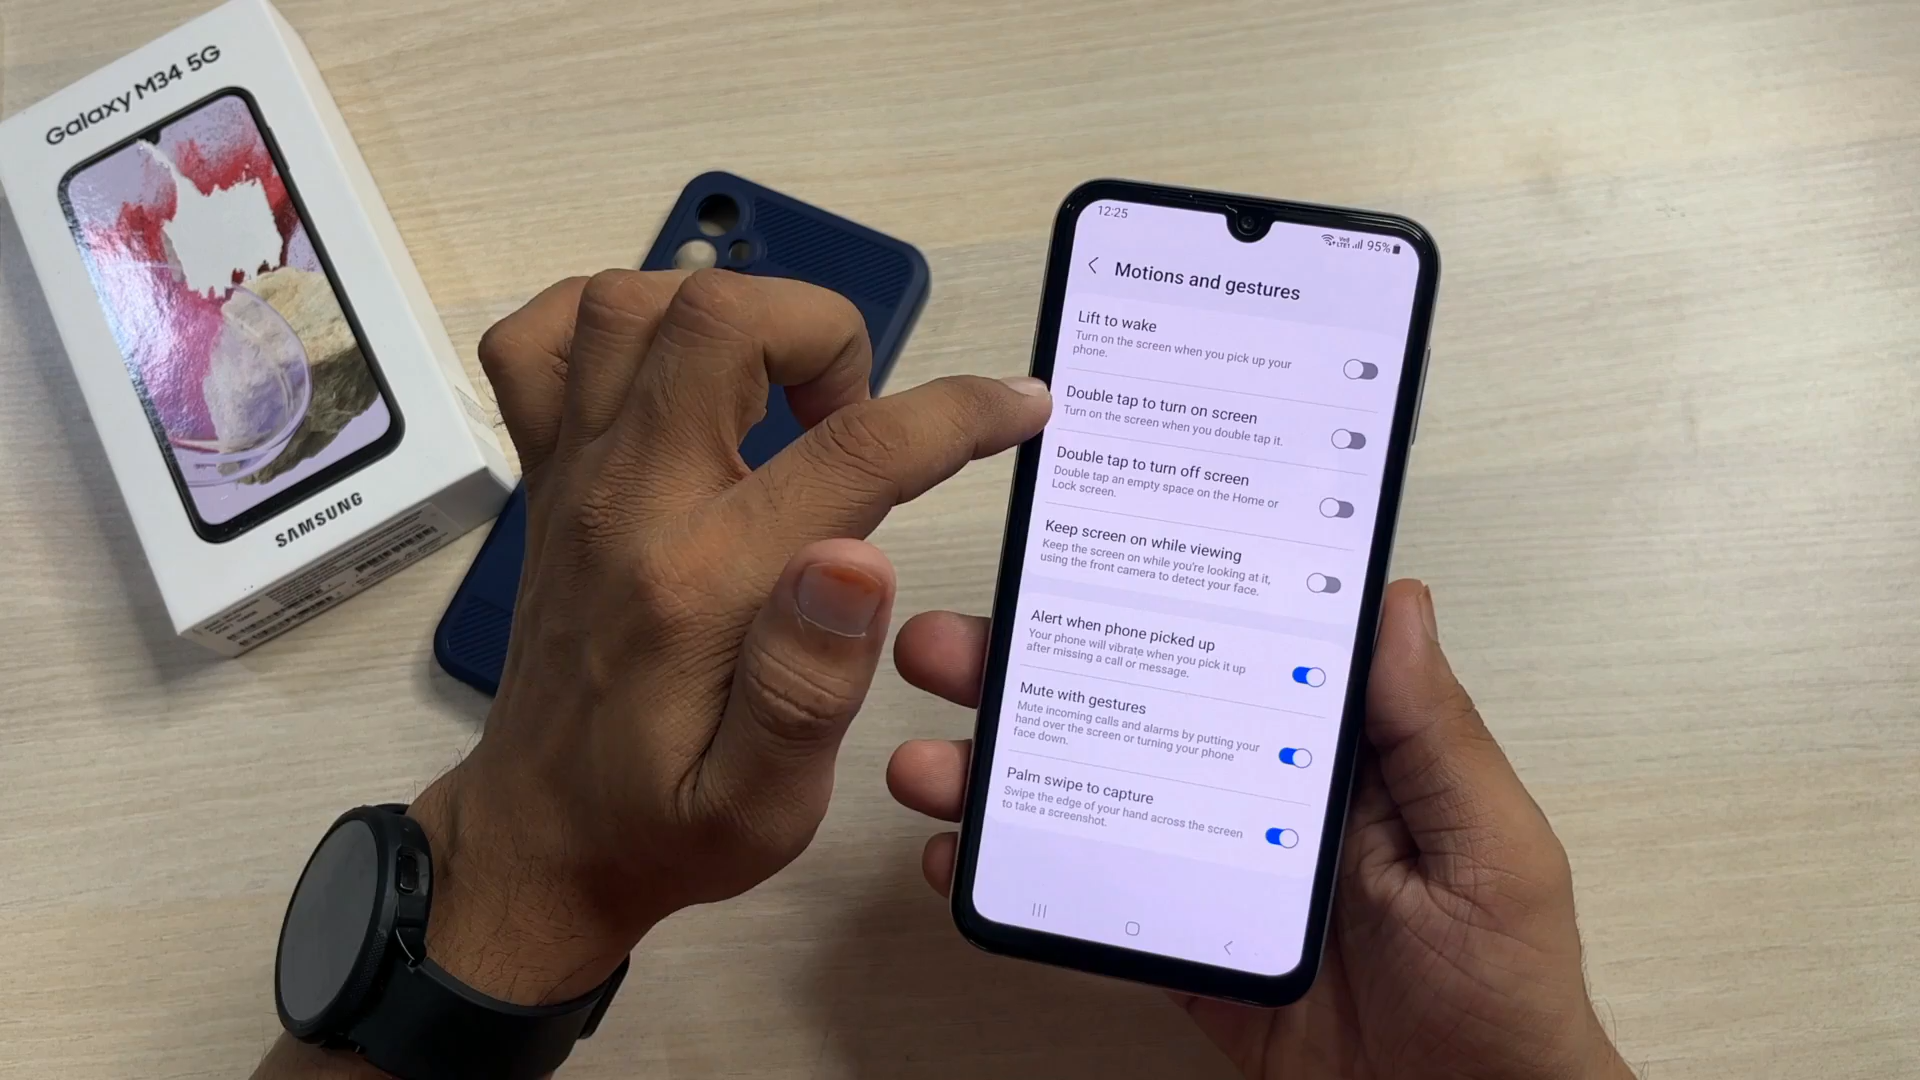 Galaxy M34 5G
SAMSUNG
12:25
95%
Motions and gestures
Lift to wake
Turn on the screen when you pick up your
phone.
Double tap to turn on screen
Turn on the screen when you double tap it.
Double tap to turn off screen
Double tap an empty space on the Home or
Lock screen.
Keep screen on while viewing
Keep the screen on while you're looking at it,
using the front camera to detect your face.
Alert when phone picked up
Your phone will vibrate when you pick it up
after missing a call or message.
Mute with gestures
Mute incoming calls and alarms by putting your
hand over the screen or turning your phone
face down.
Palm swipe to capture
Swipe the edge of your hand across the screen
to take a screenshot.